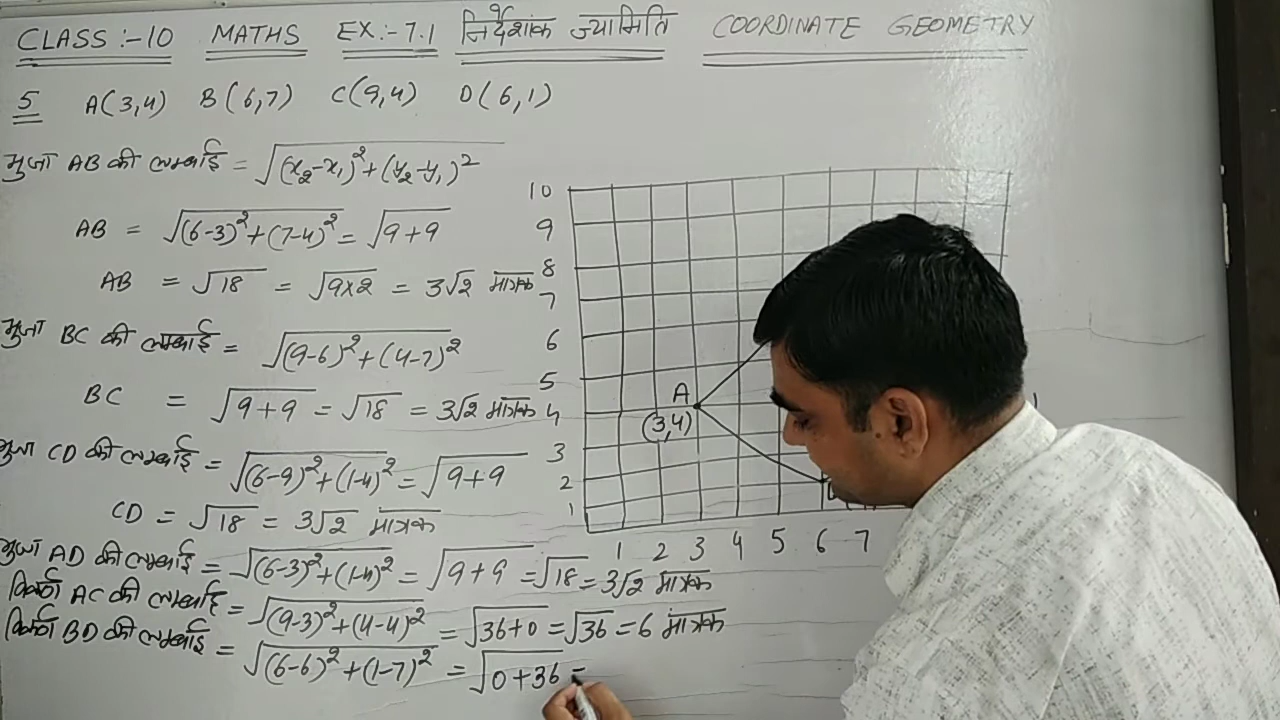 CLASS :- 10 MATHS EX :- 7.1 निर्देशांक ज्यामिति COORDINATE GEOMETRY
5 A(3,4) B(6,7) C(9,4) D(6,1)
भुजा AB की लम्बाई = √(x₂-x₁)²+(y₂-y₁)²
AB = √(6-3)²+(7-4)² = √9+9
AB = √18 = √9×2 = 3√2 मात्रक
भुजा BC की लम्बाई = √(9-6)²+(4-7)²
BC = √9+9 = √18 = 3√2 मात्रक
भुजा CD की लम्बाई = √(6-9)²+(1-4)² = √9+9
CD = √18 = 3√2 मात्रक
भुजा AD की लम्बाई = √(6-3)²+(1-4)² = √9+9 = √18 = 3√2 मात्रक
विकर्ण AC की लम्बाई = √(9-3)²+(4-4)² = √36+0 = √36 = 6 मात्रक
विकर्ण BD की लम्बाई = √(6-6)²+(1-7)² = √0+36 =
10
9
8
7
6
5
4
3
2
1
A
(3,4)
1 2 3 4 5 6 7